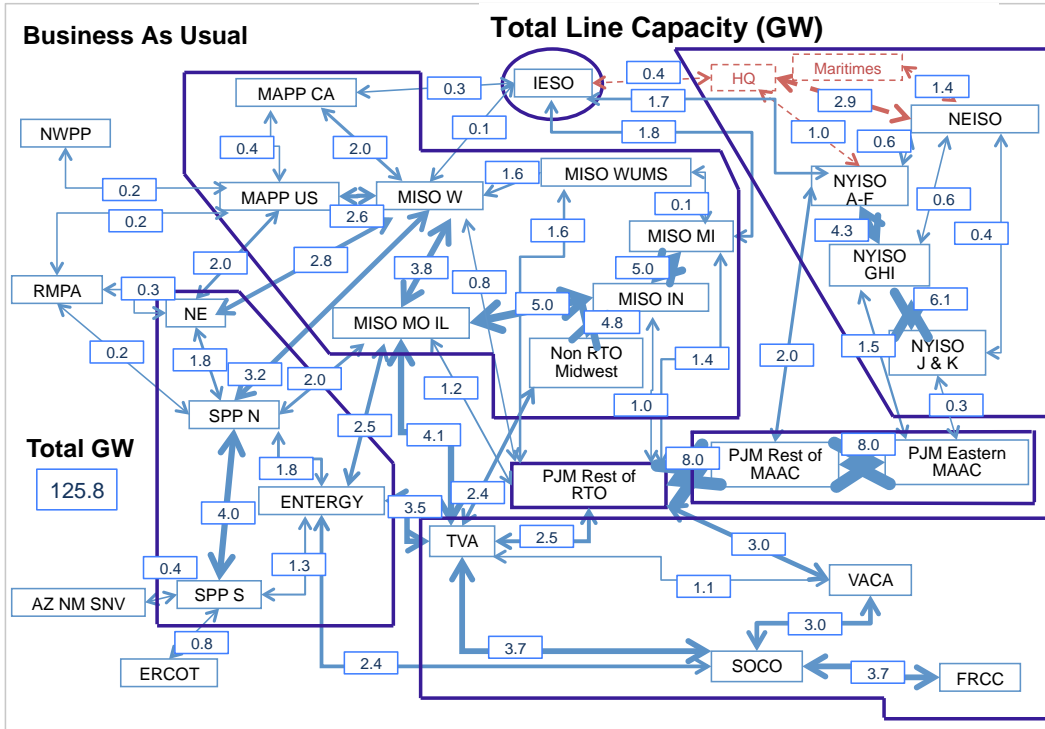 Total Line Capacity (GW)
Business As Usual
HQ
Maritimes
IESO
0.4
1.4
MAPP CA
0.3
1.7
2.9
NEISO
0.1
1.8
1.0
NWPP
0.4
2.0
0.6
MISO WUMS
1.6
NYISO
A-F
0.2
MAPP US
MISO W
2.6
0.1
0.6
0.2
1.6
MISO MI
4.3
0.4
2.0
2.8
3.8
0.8
5.0
NYISO
GHI
RMPA
0.3
NE
MISO IN
6.1
MISO MO IL
5.0
4.8
1.5
NYISO
J & K
0.2
1.8
Non RTO
Midwest
1.4
2.0
3.2
2.0
1.2
1.0
0.3
SPP N
2.5
4.1
Total GW
125.8
1.8
8.0
PJM Rest of
MAAC
8.0
PJM Eastern
MAAC
PJM Rest of
RTO
ENTERGY
2.4
3.5
4.0
TVA
2.5
3.0
1.3
0.4
1.1
VACA
AZ NM SNV
SPP S
3.0
0.8
3.7
ERCOT
2.4
SOCO
3.7
FRCC